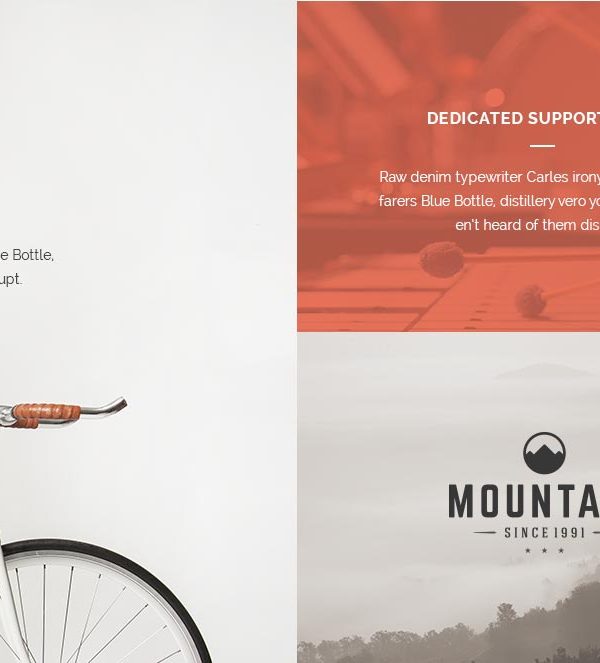 e Bottle,
upt.
DEDICATED SUPPORT
Raw denim typewriter Carles irony
farers Blue Bottle, distillery vero yo
en't heard of them dis
MOUNTA
SINCE 1991